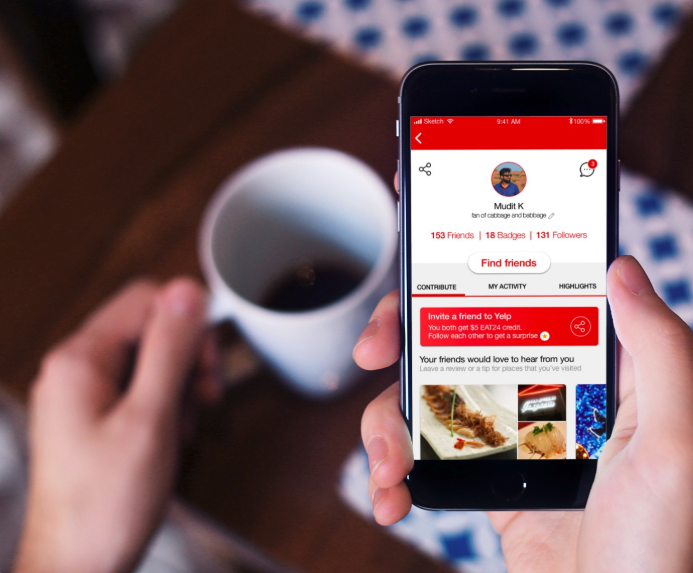 Sketch 9:41 AM 100%
3
Mudit K
fan of cabbage and babbage
153 Friends | 18 Badges | 131 Followers
Find friends
CONTRIBUTE MY ACTIVITY HIGHLIGHTS
Invite a friend to Yelp
You both get $5 EAT24 credit.
Follow each other to get a surprise
Your friends would love to hear from you
Leave a review or a tip for places that you've visited